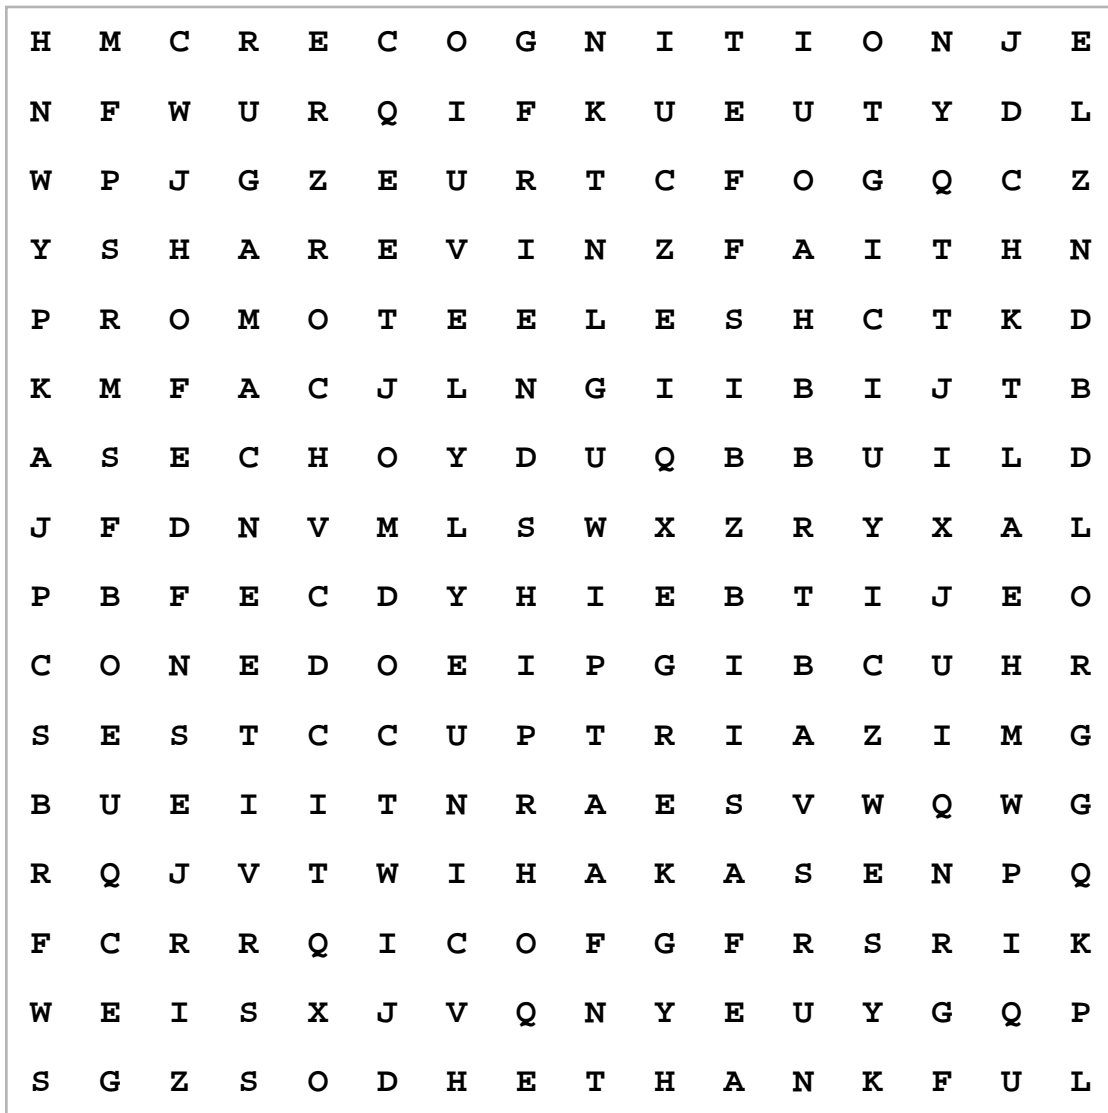 H M C R E C O G N I T I O N J E
N F W U R Q I F K U E U T Y D L
W P J G Z E U R T C F O G Q C Z
Y S H A R E V I N Z F A I T H N
P R O M O T E E L E S H C T K D
K M F A C J L N G I I B I J T B
A S E C H O Y D U Q B B U I L D
J F D N V M L S W X Z R Y X A L
P B F E C D Y H I E B T I J E O
C O N E D O E I P G I B C U H R
S E S T C C U P T R I A Z I M G
B U E I I T N R A E S V W Q W G
R Q J V T W I H A K A S E N P Q
F C R R Q I C O F G F R S R I K
W E I S X J V Q N Y E U Y G Q P
S G Z S O D H E T H A N K F U L